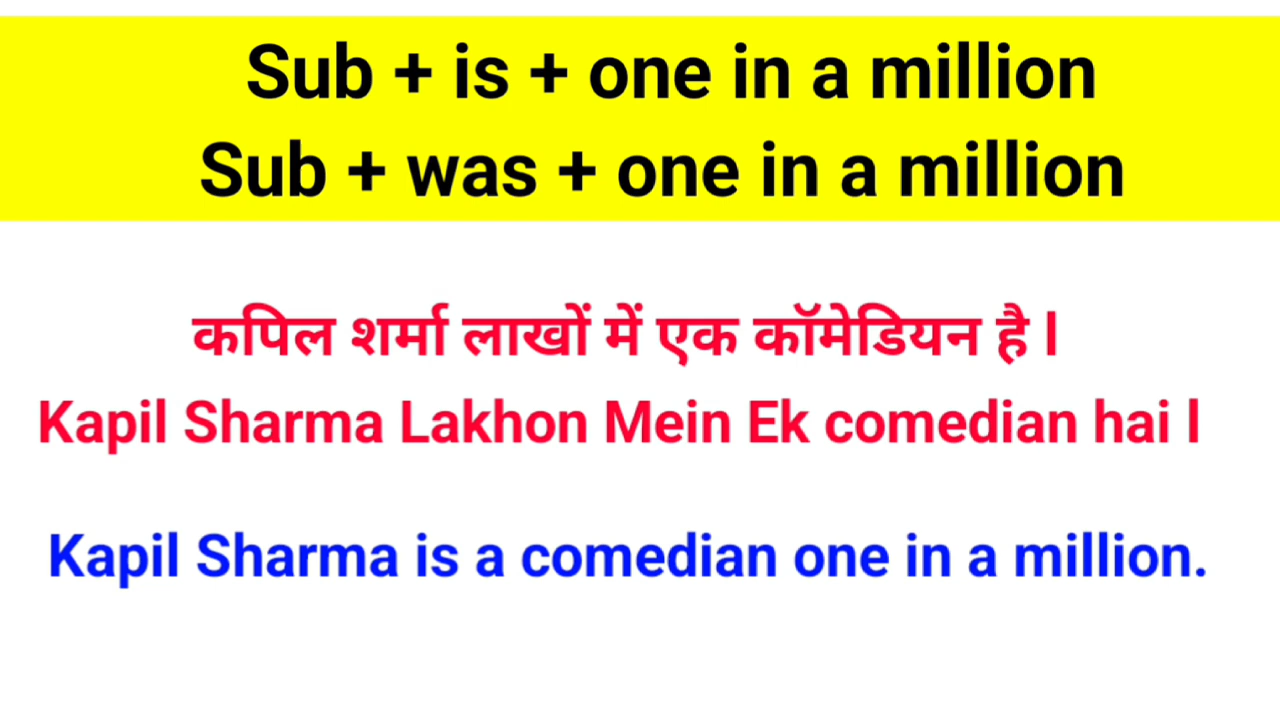 Sub + is + one in a million
Sub + was + one in a million
कपिल शर्मा लाखों में एक कॉमेडियन है l
Kapil Sharma Lakhon Mein Ek comedian hai l
Kapil Sharma is a comedian one in a million.